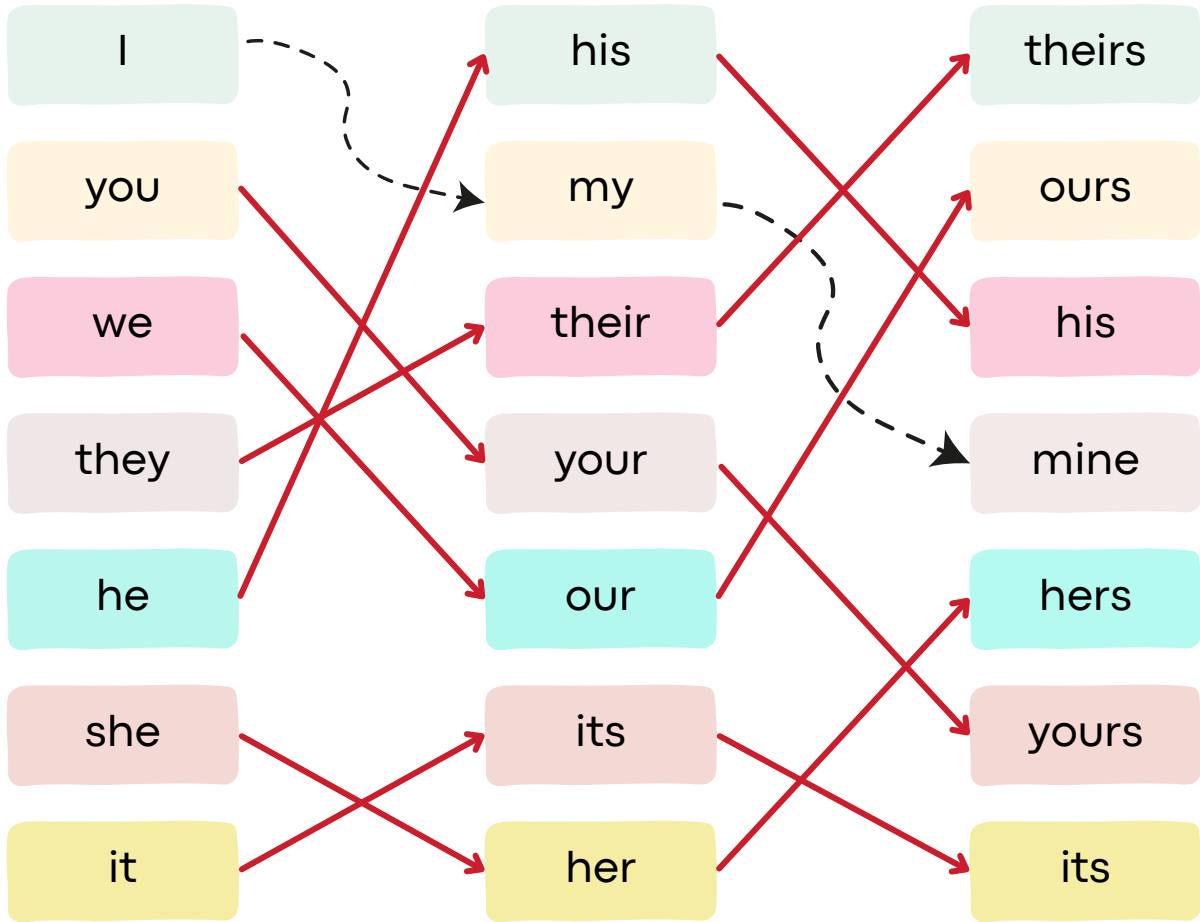 I his theirs
you my ours
we their his
they your mine
he our hers
she its yours
it her its